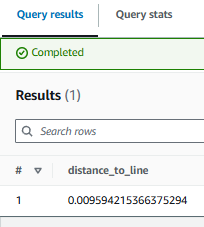 Query results Query stats
Completed
Results (1)
Search rows
# distance_to_line
1 0.009594215366375294